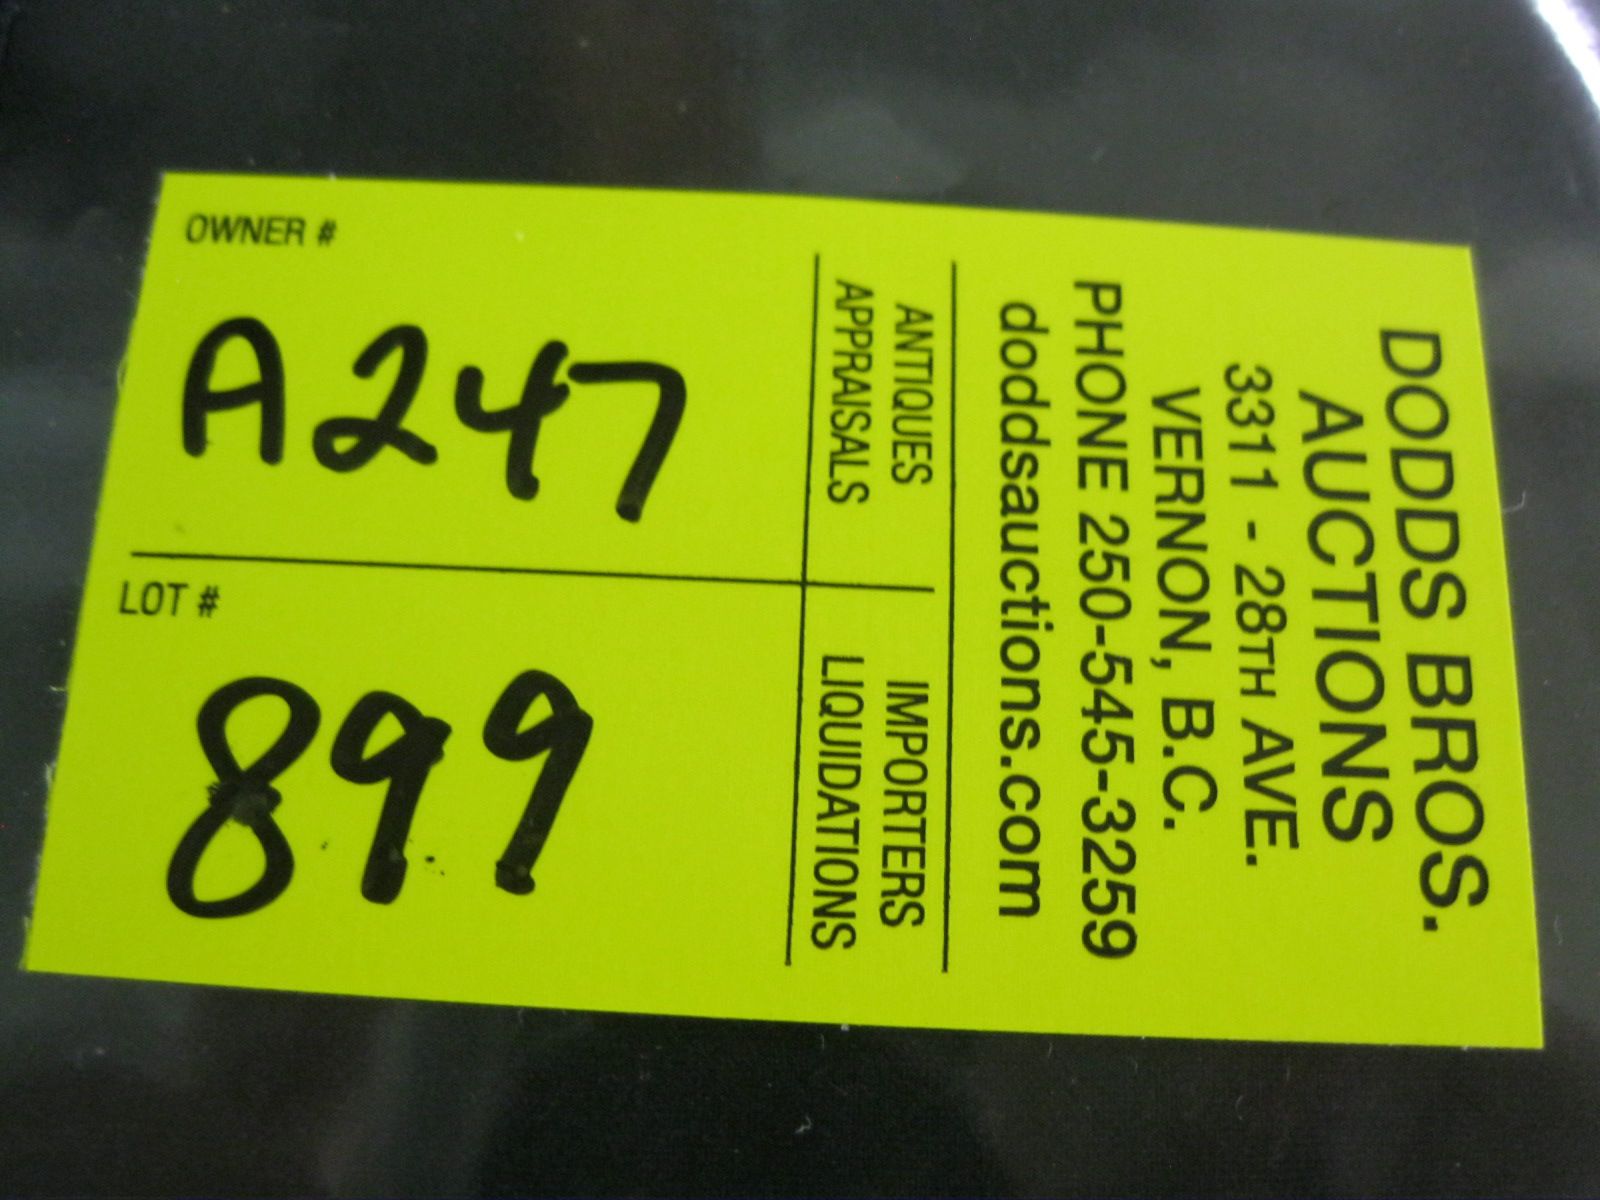 DODDS BROS.
AUCTIONS
3311 - 28TH AVE.
VERNON, B.C.
PHONE 250-545-3259
doddsauctions.com
ANTIQUES
APPRAISALS
IMPORTERS
LIQUIDATIONS
OWNER #
A247
LOT #
899